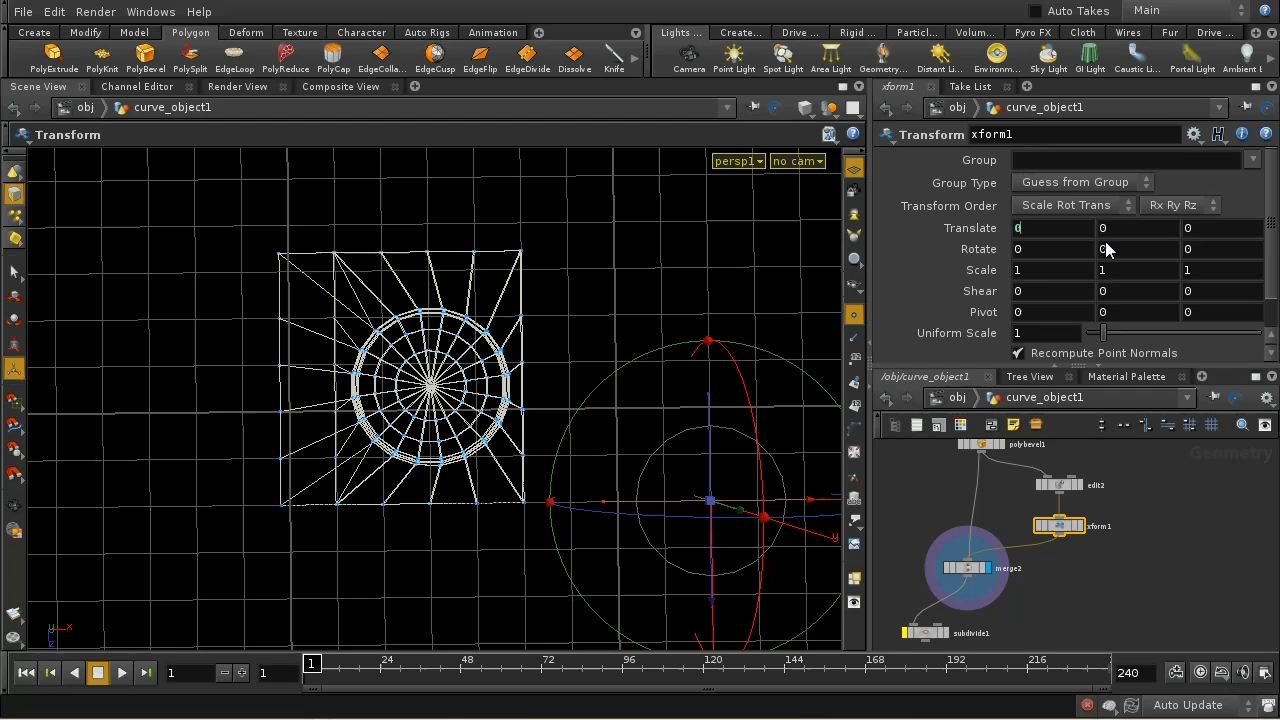 File Edit Render Windows Help Auto Takes Main
Create Modify Model Polygon Deform Texture Character Auto Rigs Animation Lights ... Create... Drive ... Rigid ... Particl... Volum... Pyro FX Cloth Wires Fur Drive ...
PolyExtrude PolyKnit PolyBevel PolySplit EdgeLoop PolyReduce PolyCap EdgeColla... EdgeCusp EdgeFlip EdgeDivide Dissolve Knife Camera Point Light Spot Light Area Light Geometry... Distant Li... Environm... Sky Light GI Light Caustic Li... Portal Light Ambient L
Scene View Channel Editor Render View Composite View xform1 Take List
obj curve_object1 obj curve_object1
Transform Transform xform1
persp1 no cam
Group
Group Type Guess from Group
Transform Order Scale Rot Trans Rx Ry Rz
Translate 0 0 0
Rotate 0 0 0
Scale 1 1 1
Shear 0 0 0
Pivot 0 0 0
Uniform Scale 1
Recompute Point Normals
/obj/curve_object1 Tree View Material Palette
obj curve_object1
Geometry
polybevel1
edit2
xform1
merge2
subdivide1
y
y x
z
1 1 1 24 48 72 96 120 144 168 192 216 240
Auto Update